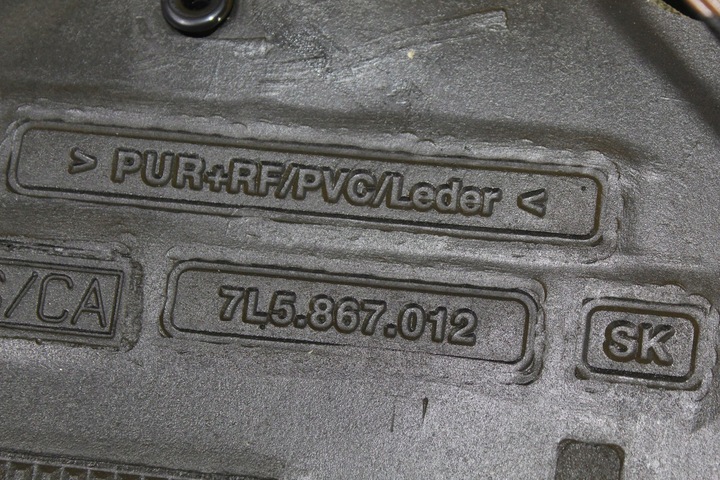 > PUR+RF/PVC/Leder <
/CA
7L5.867.012
SK